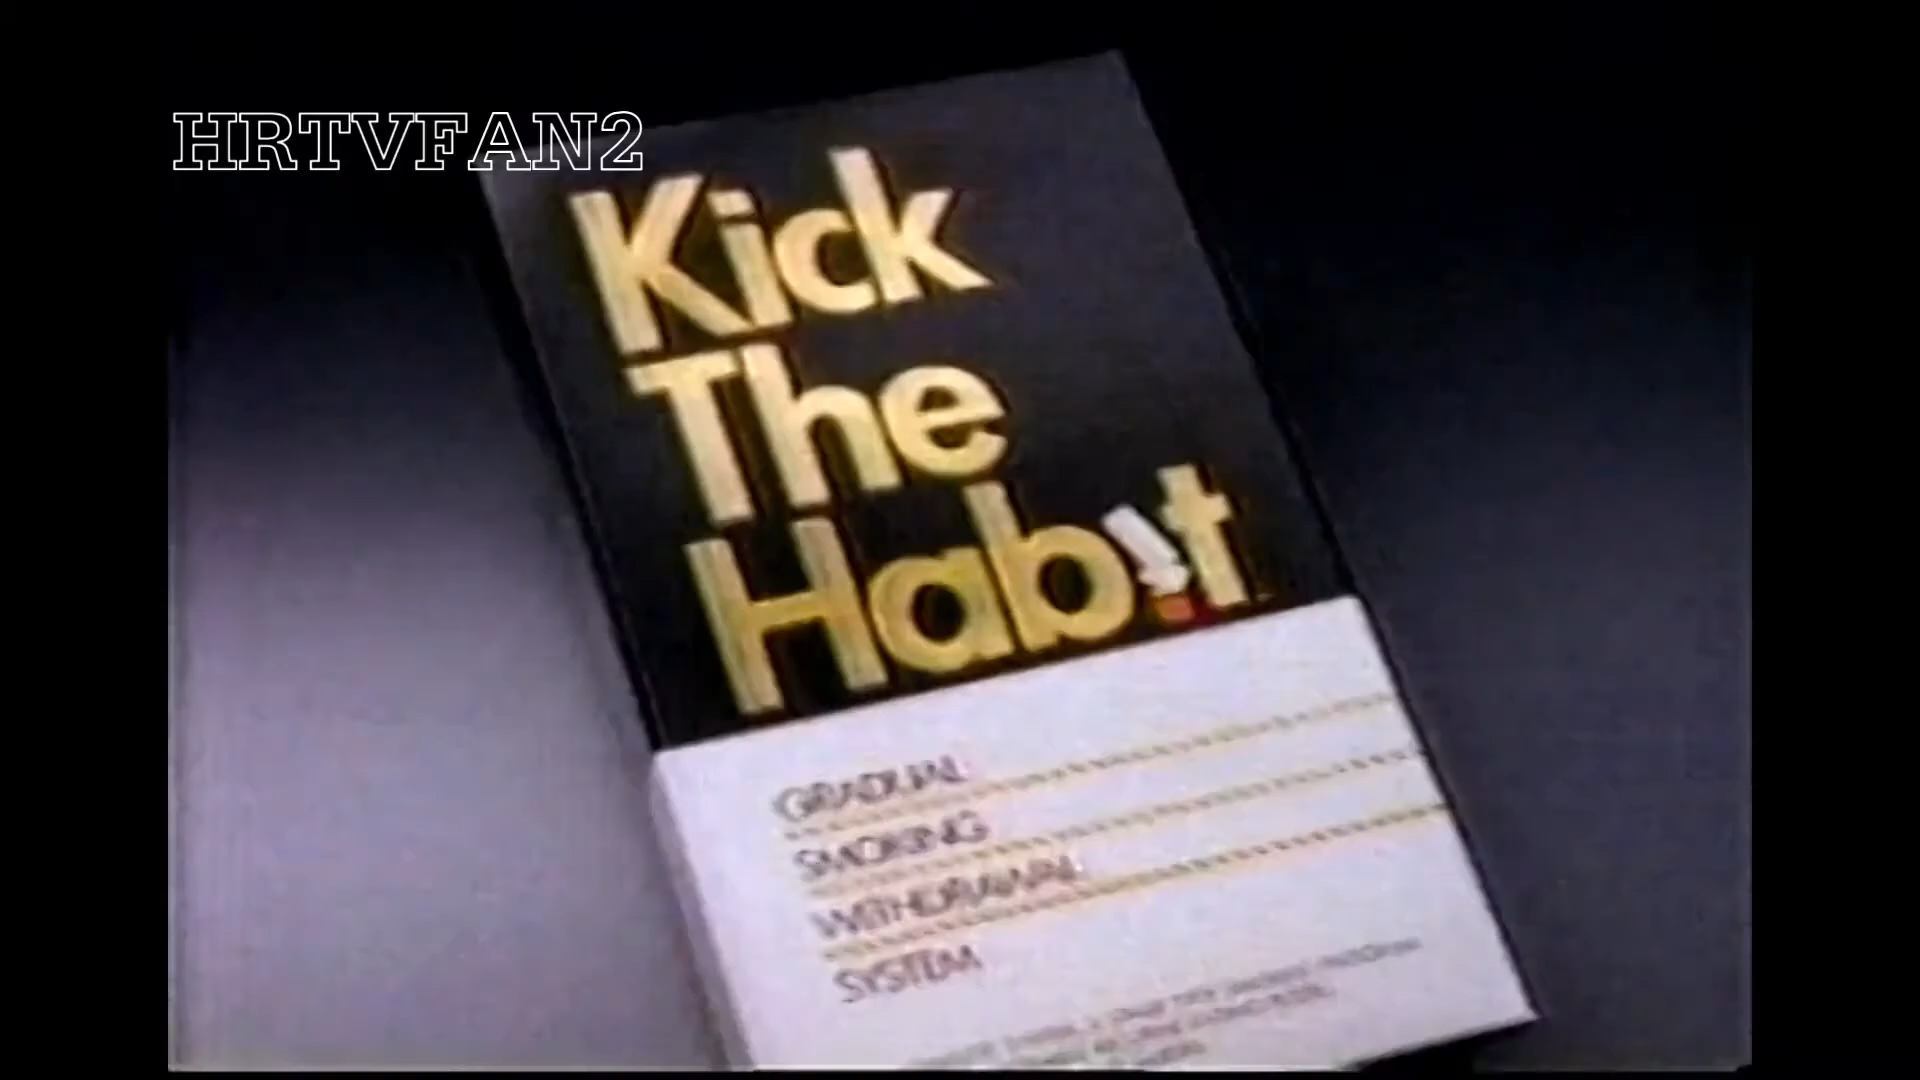 HRTVFAN2
Kick
The
Habit
GRADUAL
SMOKING
WITHDRAWAL
SYSTEM